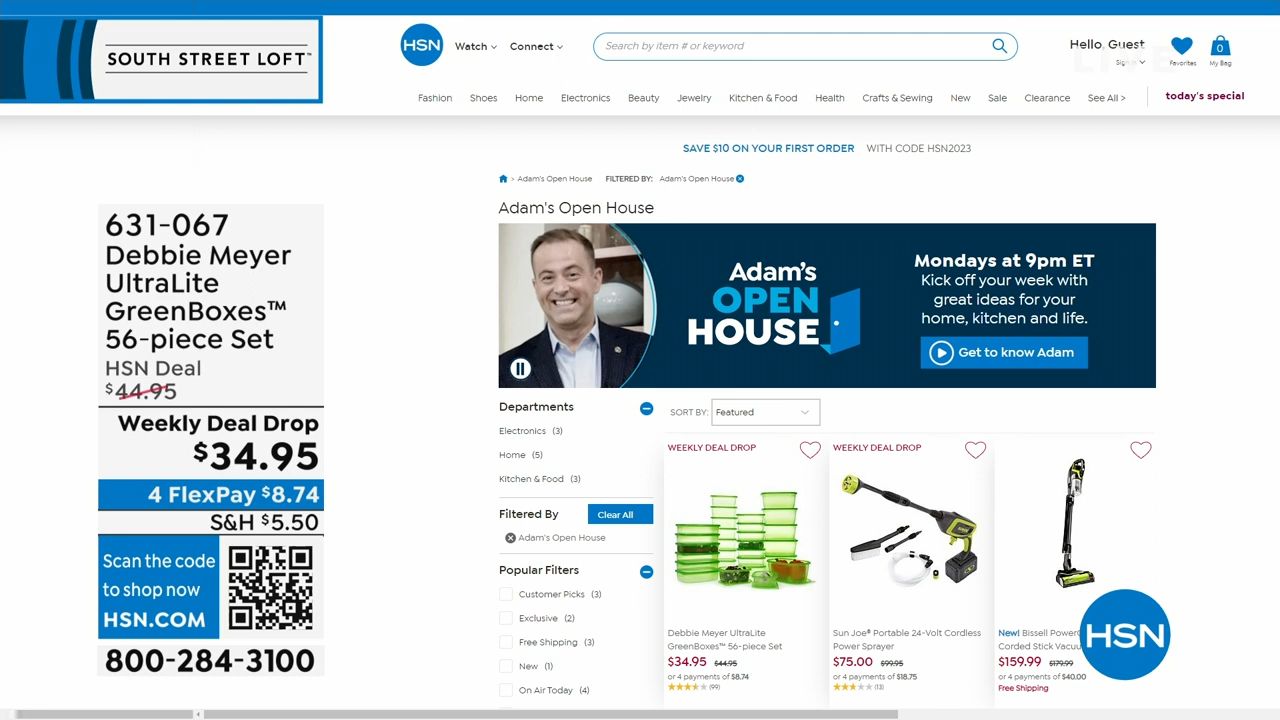 SOUTH STREET LOFT™
HSN
Watch
Connect
Search by item # or keyword
Hello, Guest
Favorites
0
My Bag
LIVE
Fashion Shoes Home Electronics Beauty Jewelry Kitchen & Food Health Crafts & Sewing New Sale Clearance See All > today's special
SAVE $10 ON YOUR FIRST ORDER WITH CODE HSN2023
> Adam's Open House FILTERED BY: Adam's Open House
Adam's Open House
Adam's
OPEN
HOUSE
Mondays at 9pm ET
Kick off your week with
great ideas for your
home, kitchen and life.
Get to know Adam
631-067
Debbie Meyer
UltraLite
GreenBoxes™
56-piece Set
HSN Deal
$44.95
Weekly Deal Drop
$34.95
4 FlexPay $8.74
S&H $5.50
Scan the code
to shop now
HSN.COM
800-284-3100
Departments
Electronics (3)
Home (5)
Kitchen & Food (3)
Filtered By
Clear All
Adam's Open House
Popular Filters
Customer Picks (3)
Exclusive (2)
Free Shipping (3)
New (1)
On Air Today (4)
SORT BY: Featured
WEEKLY DEAL DROP
Debbie Meyer UltraLite
GreenBoxes™ 56-piece Set
$34.95 $44.95
or 4 payments of $8.74
(99)
WEEKLY DEAL DROP
Sun Joe® Portable 24-Volt Cordless
Power Sprayer
$75.00 $99.95
or 4 payments of $18.75
(13)
New! Bissell Power
Corded Stick Vacuu
$159.99 $179.99
or 4 payments of $40.00
Free Shipping
HSN